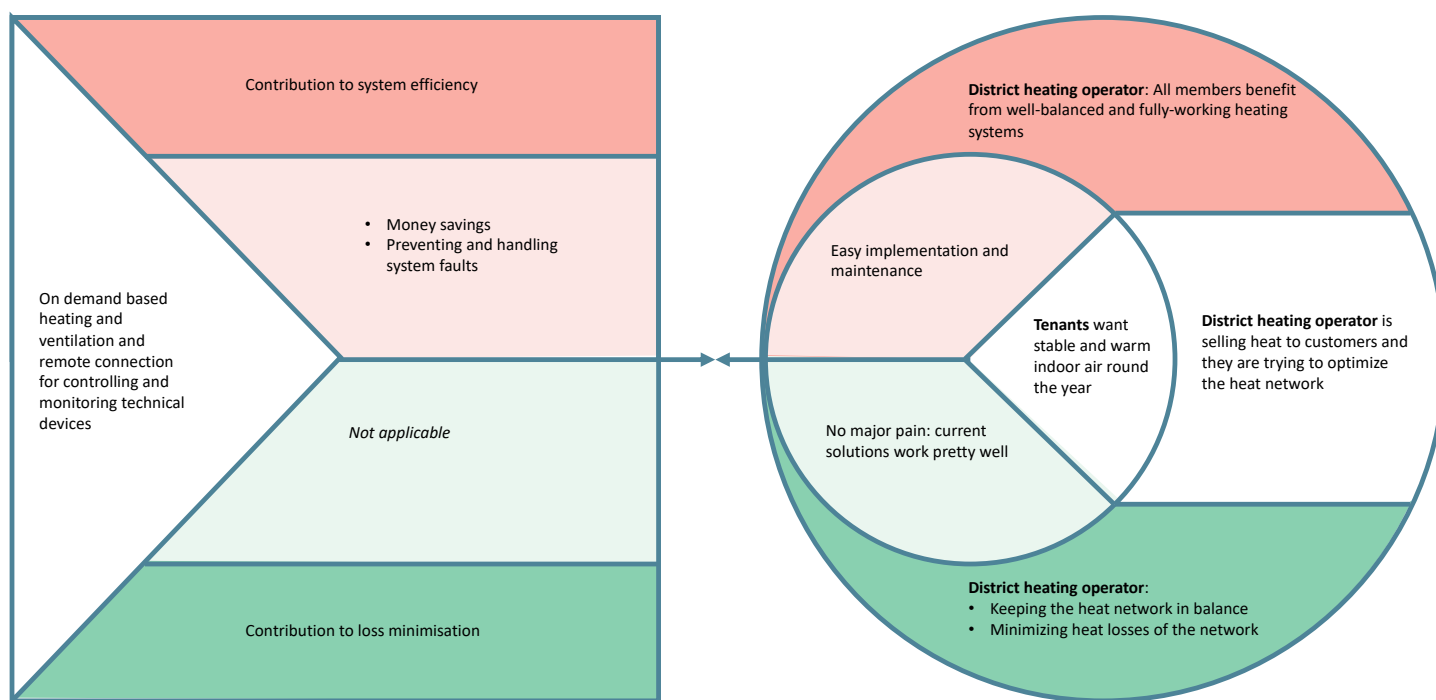 Contribution to system efficiency
• Money savings
• Preventing and handling
system faults
On demand based
heating and
ventilation and
remote connection
for controlling and
monitoring technical
devices
Not applicable
Contribution to loss minimisation
District heating operator: All members benefit
from well-balanced and fully-working heating
systems
Easy implementation and
maintenance
Tenants want
stable and warm
indoor air round
the year
District heating operator is
selling heat to customers and
they are trying to optimize
the heat network
No major pain: current
solutions work pretty well
District heating operator:
• Keeping the heat network in balance
• Minimizing heat losses of the network